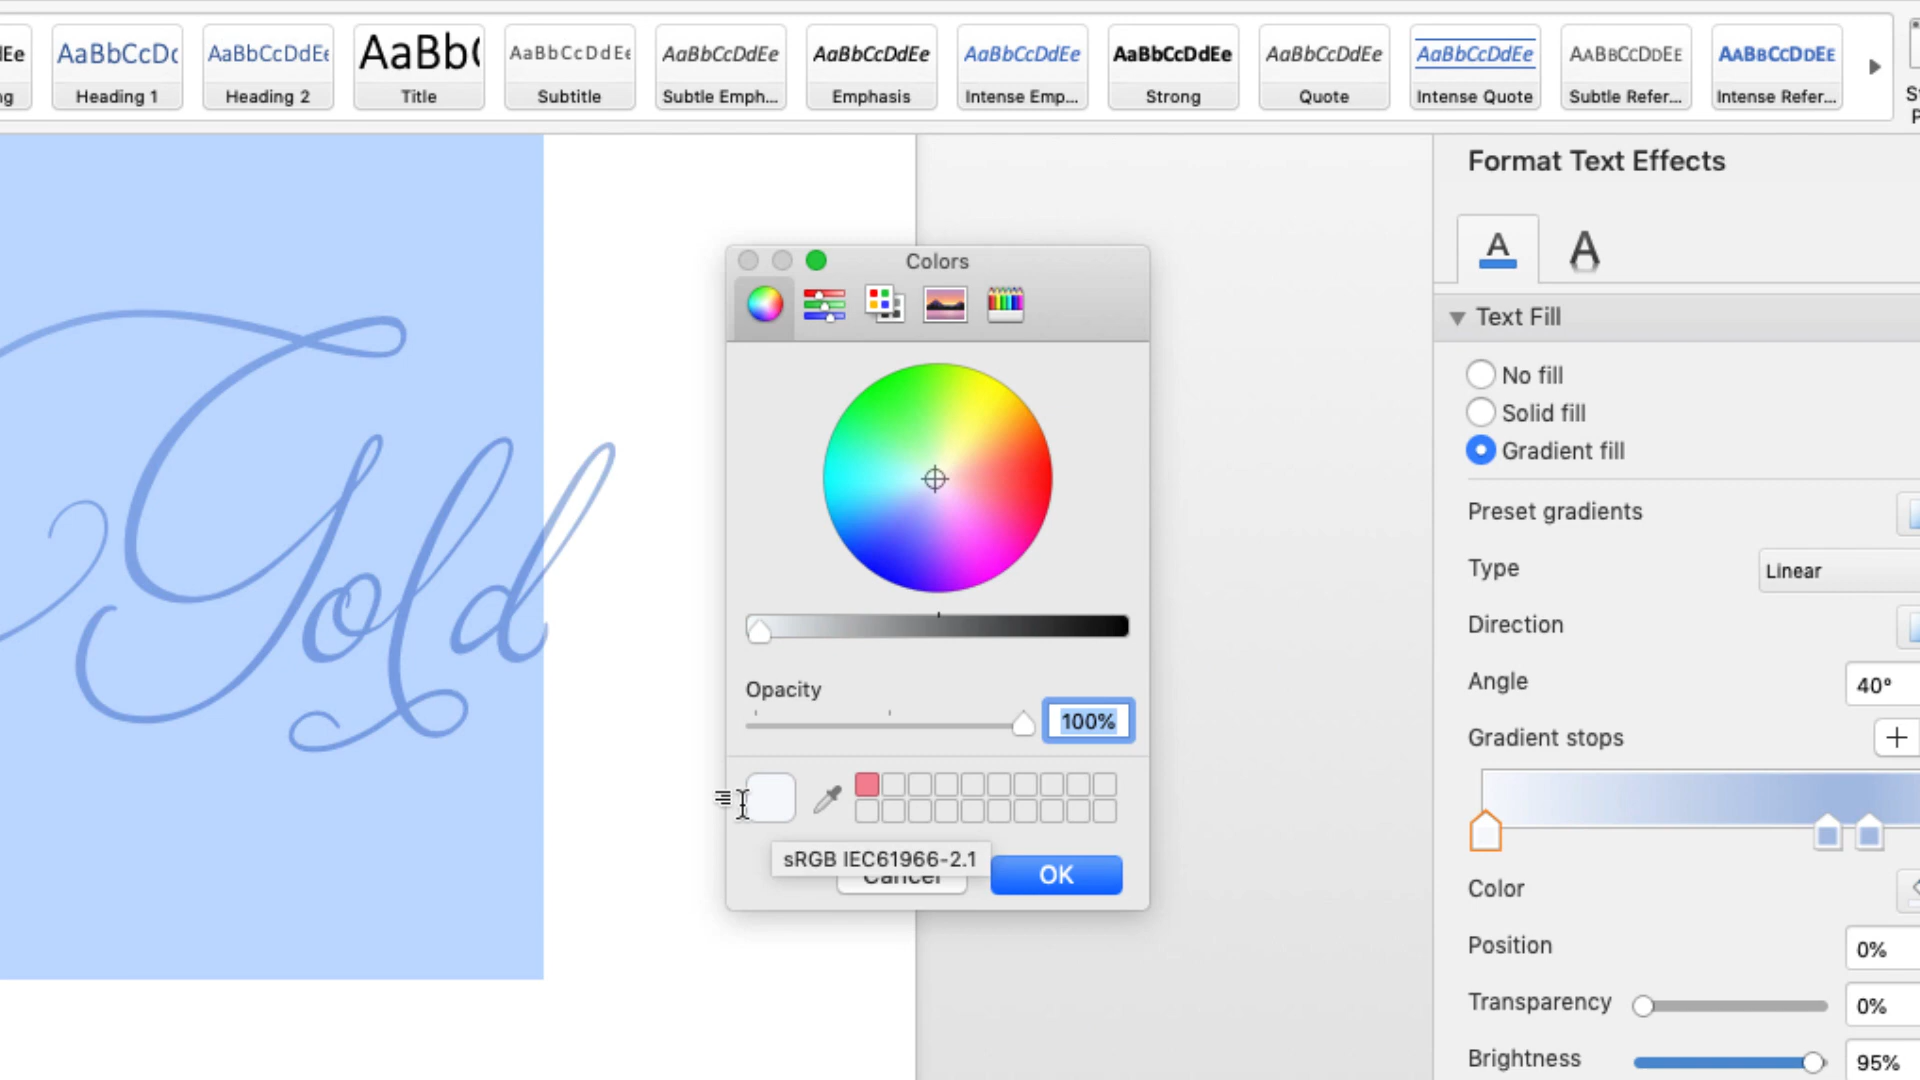 Ee AaBbCcDc AaBbCcDdEe AaBb( AaBbCcDdEe AaBbCcDdEe AaBbCcDdEe AaBbCcDdEe AaBbCcDdEe AaBbCcDdEe AaBbCcDdEe AaBbCcDdEe AaBbCcDdEe
g Heading 1 Heading 2 Title Subtitle Subtle Emph... Emphasis Intense Emp... Strong Quote Intense Quote Subtle Refer... Intense Refer... St
P
Format Text Effects
Colors
A A
Text Fill
No fill
Solid fill
Gradient fill
Gold
Preset gradients
Type Linear
Direction
Angle 40°
Opacity
100%
Gradient stops
sRGB IEC61966-2.1
Cancel OK
Color
Position 0%
Transparency 0%
Brightness 95%